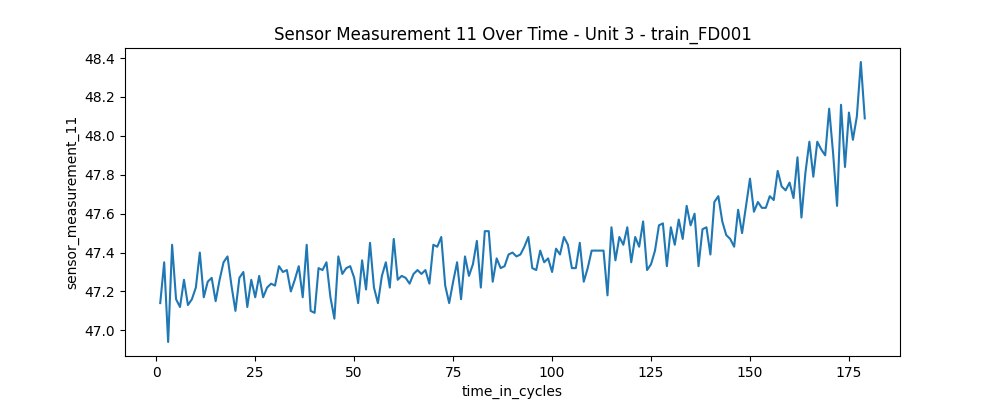 Sensor Measurement 11 Over Time - Unit 3 - train_FD001
48.4
48.2
48.0
47.8
47.6
47.4
47.2
47.0
sensor_measurement_11
0 25 50 75 100 125 150 175
time_in_cycles